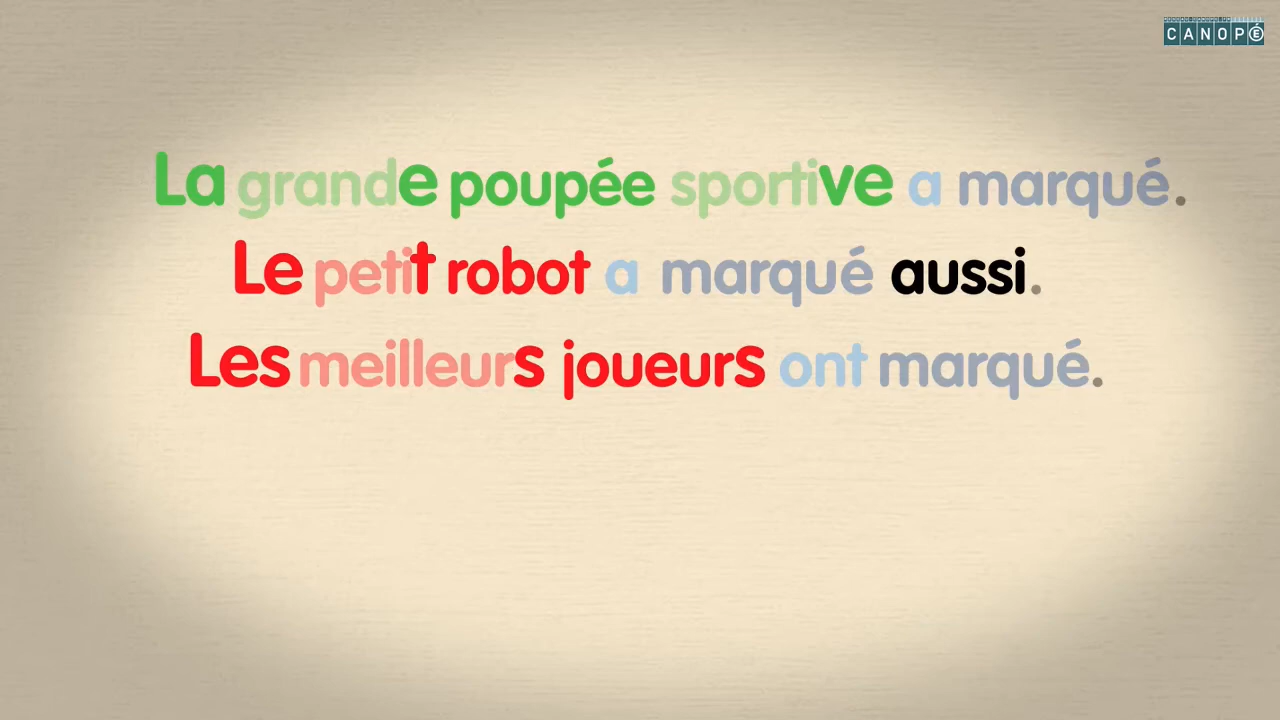 CANOPÉ
La grande poupée sportive a marqué.
Le petit robot a marqué aussi.
Les meilleurs joueurs ont marqué.